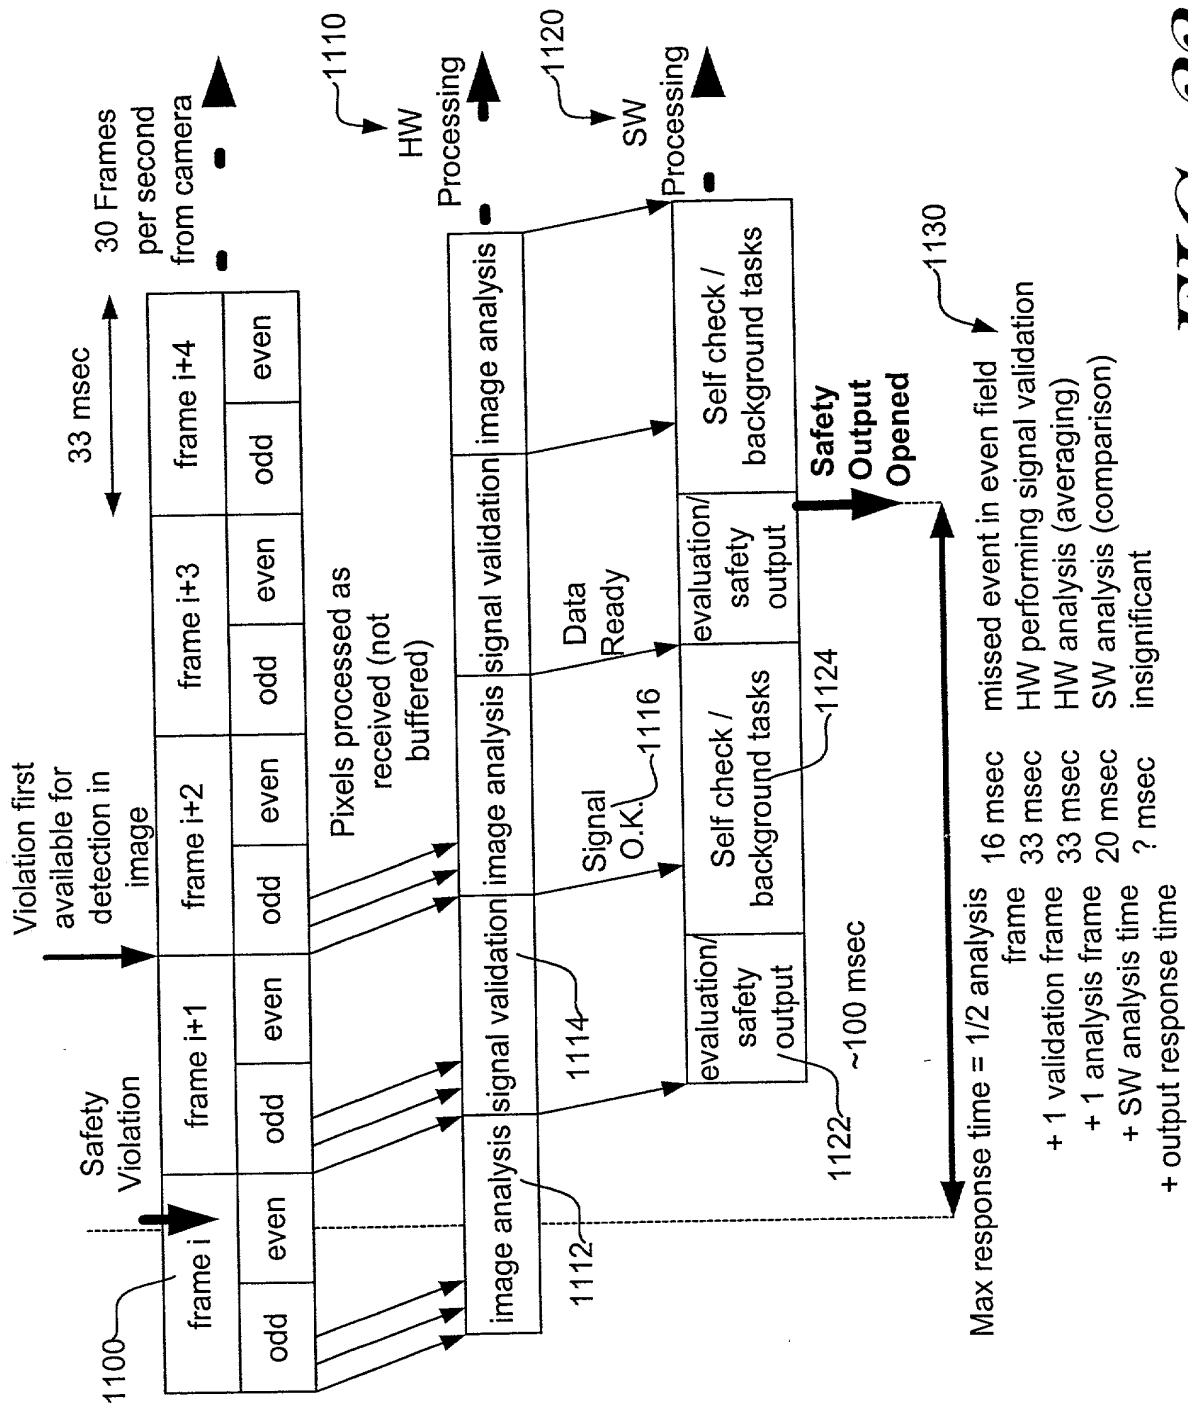 Safety
Violation
Violation first
available for
detection in
image
33 msec
30 Frames
per second
from camera
1100
frame i
frame i+1
frame i+2
frame i+3
frame i+4
odd
even
odd
even
odd
even
odd
even
odd
even
Pixels processed as
received (not
buffered)
HW
Processing
1110
image analysis
signal validation
image analysis
signal validation
image analysis
1112
1114
Signal
O.K.
1116
Data
Ready
SW
Processing
1120
evaluation/
safety
output
Self check /
background tasks
evaluation/
safety
output
Self check /
background tasks
1122
1124
~100 msec
Safety
Output
Opened
1130
Max response time = 1/2 analysis
frame
16 msec
missed event in even field
+ 1 validation frame
33 msec
HW performing signal validation
+ 1 analysis frame
33 msec
HW analysis (averaging)
+ SW analysis time
20 msec
SW analysis (comparison)
+ output response time
? msec
insignificant